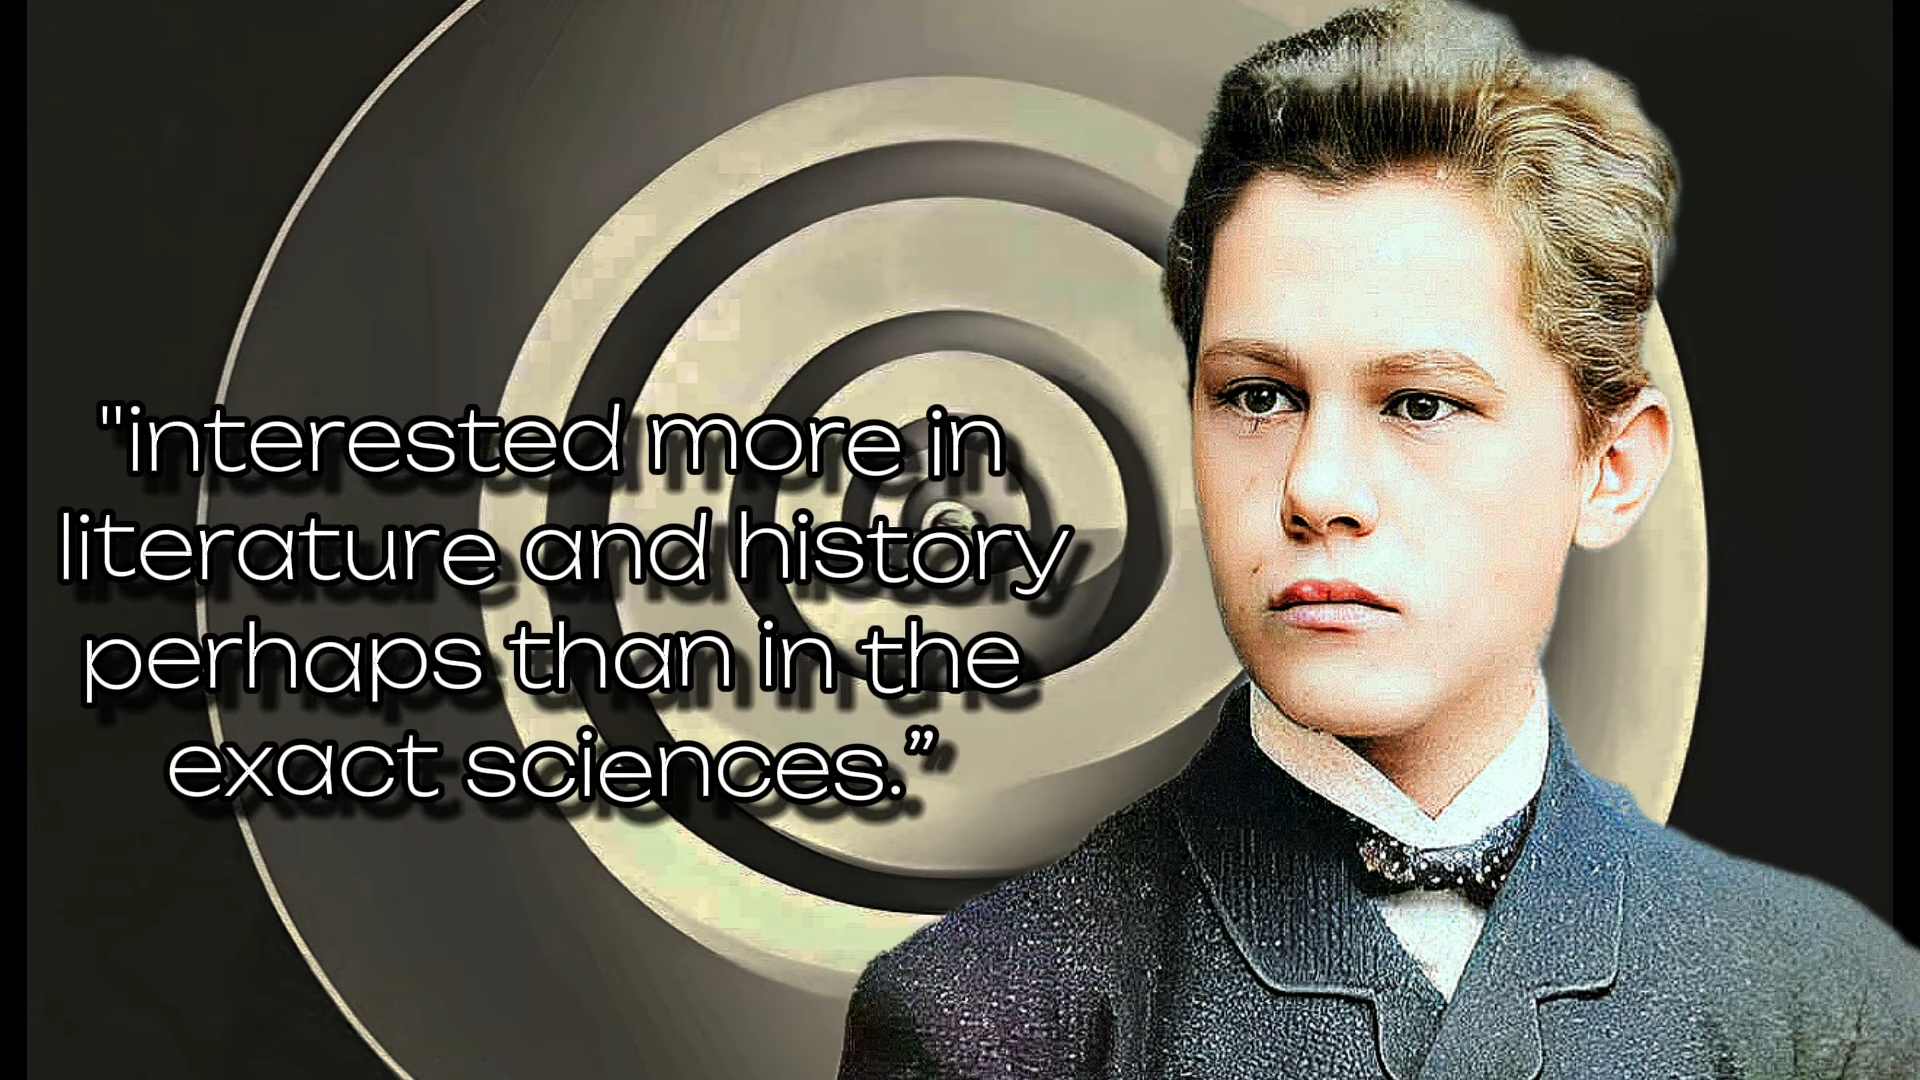 "interested more in
literature and history
perhaps than in the
exact sciences.”